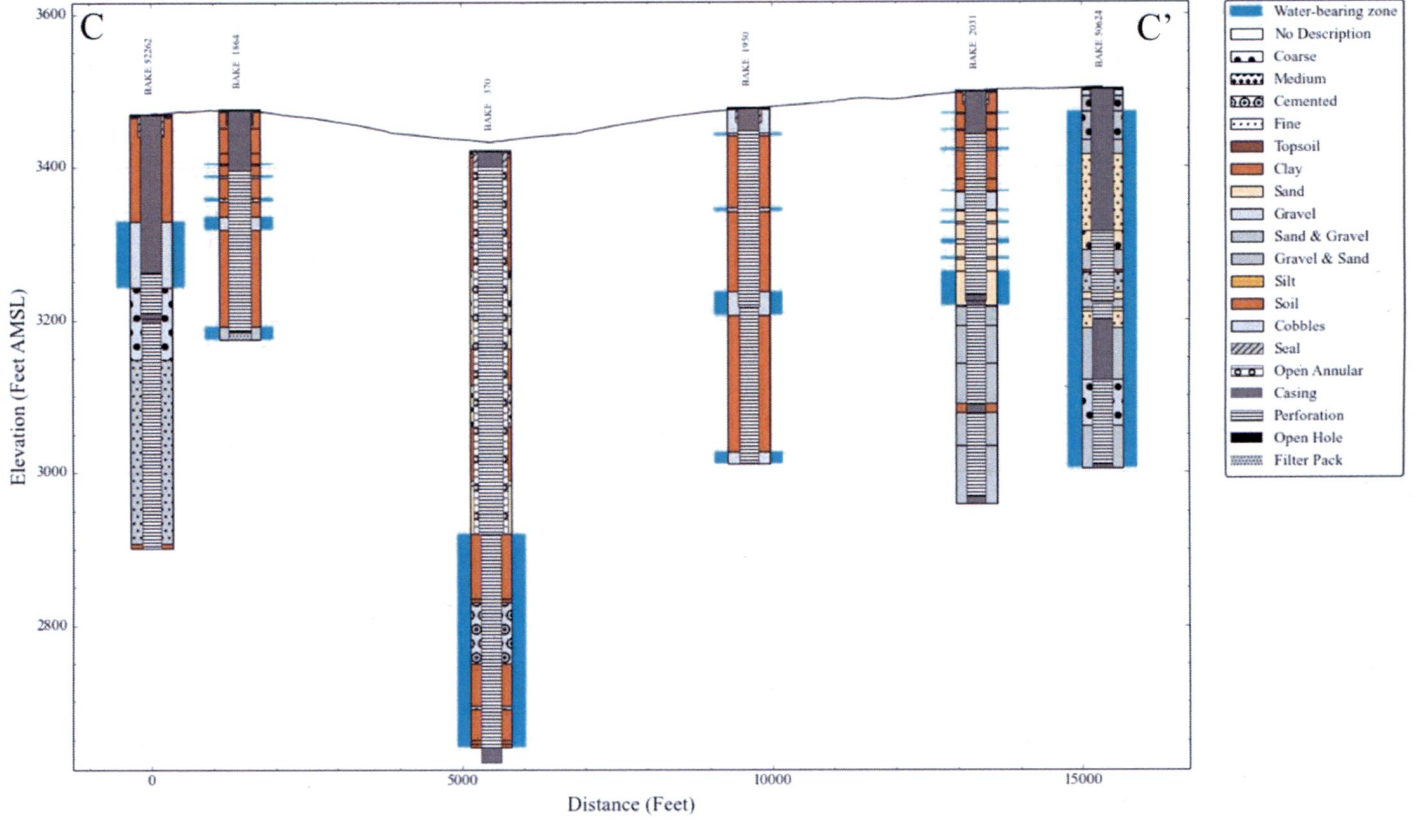 C
C’
BAKE 52262
BAKE 1864
BAKE 370
BAKE 1950
BAKE 2031
BAKE 50624
3600
3400
3200
3000
2800
Elevation (Feet AMSL)
0
5000
10000
15000
Distance (Feet)
Water-bearing zone
No Description
Coarse
Medium
Cemented
Fine
Topsoil
Clay
Sand
Gravel
Sand & Gravel
Gravel & Sand
Silt
Soil
Cobbles
Seal
Open Annular
Casing
Perforation
Open Hole
Filter Pack